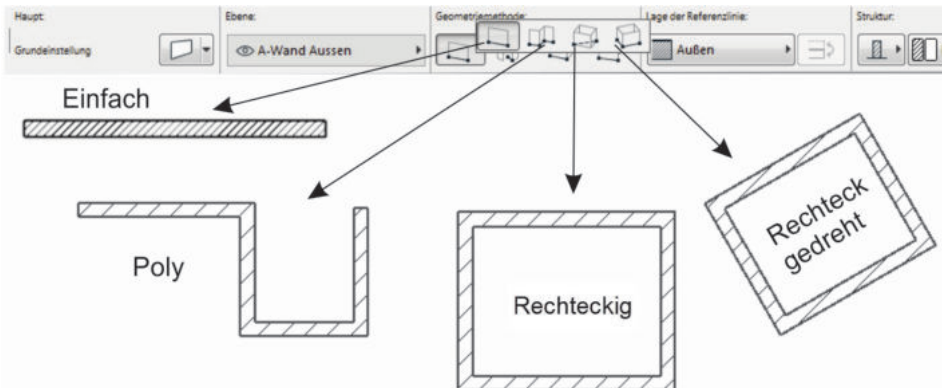 Haupt:
Ebene:
Geometriemethode:
Lage der Referenzlinie:
Struktur:
Grundeinstellung
A-Wand Aussen
Außen
Einfach
Poly
Rechteckig
Rechteck
gedreht